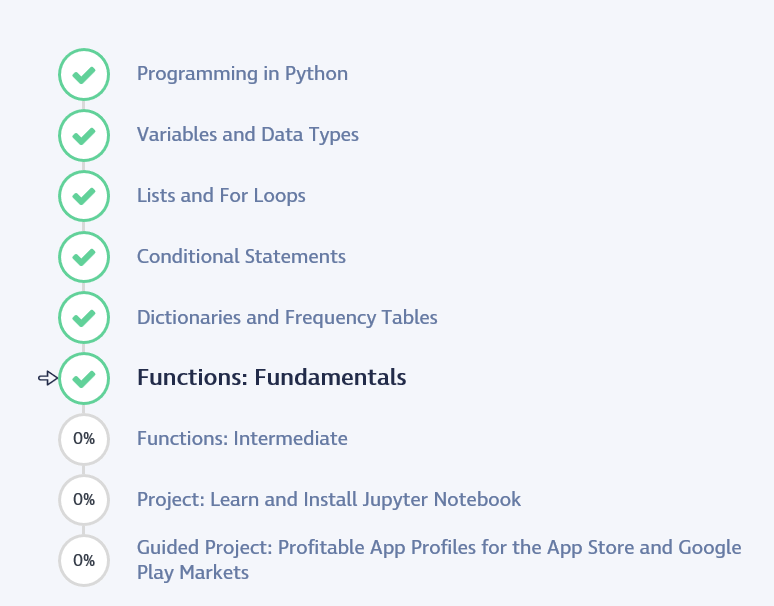 Programming in Python
Variables and Data Types
Lists and For Loops
Conditional Statements
Dictionaries and Frequency Tables
Functions: Fundamentals
0% Functions: Intermediate
0% Project: Learn and Install Jupyter Notebook
0% Guided Project: Profitable App Profiles for the App Store and Google
Play Markets